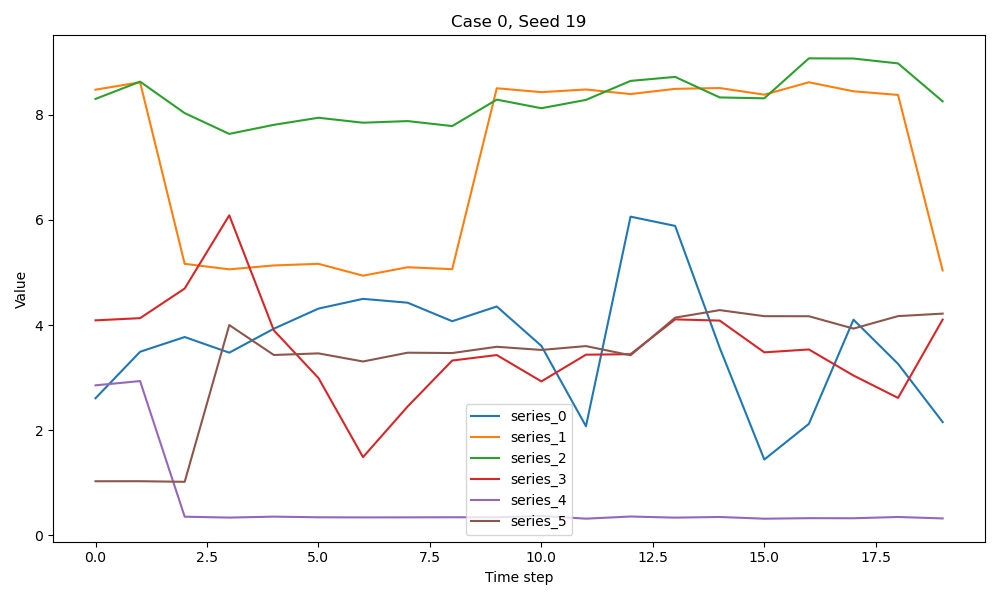 Case 0, Seed 19
Value
8
6
4
2
0
series_0
series_1
series_2
series_3
series_4
series_5
0.0 2.5 5.0 7.5 10.0 12.5 15.0 17.5
Time step